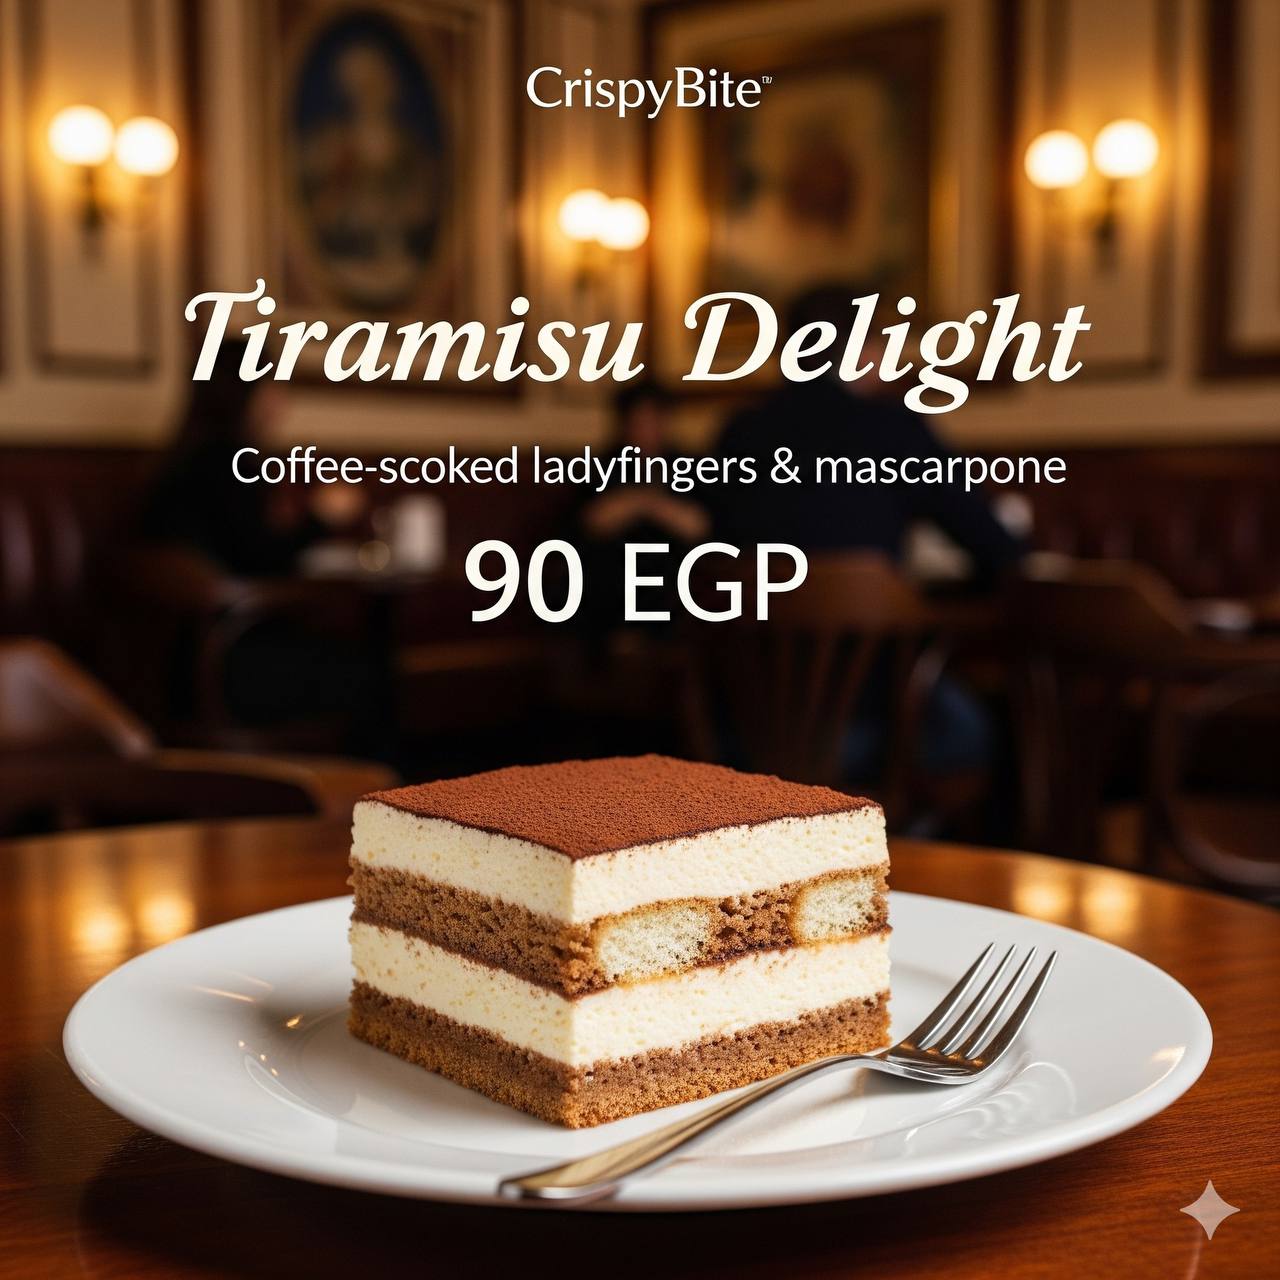 CrispyBite™
Tiramisu Delight
Coffee-scoked ladyfingers & mascarpone
90 EGP